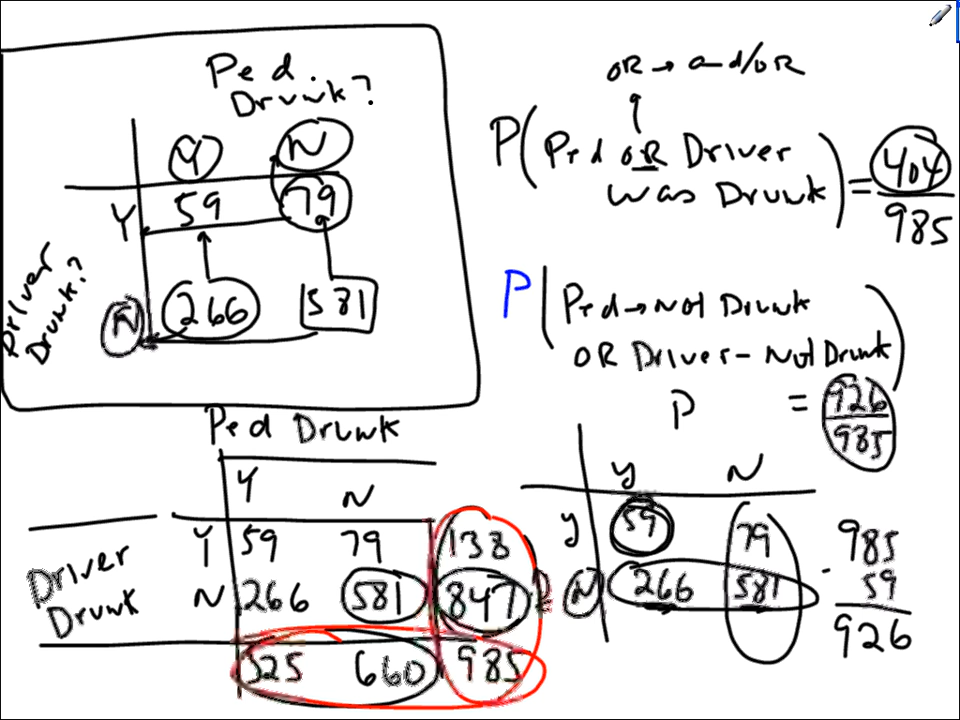 Ped.
Drunk?
Y N
Y 59 79
N 266 581
Driver
Drunk?
OR → and/OR
P(Ped OR Driver
was Drunk) = 404/985
P(Ped → Not Drunk
OR Driver - Not Drunk)
P = 926/985
Ped Drunk
Y N
Y 59 79 138
Driver
Drunk
N 266 581 847
525 660 985
y N
y 59 79
N 266 581
985
- 59
926